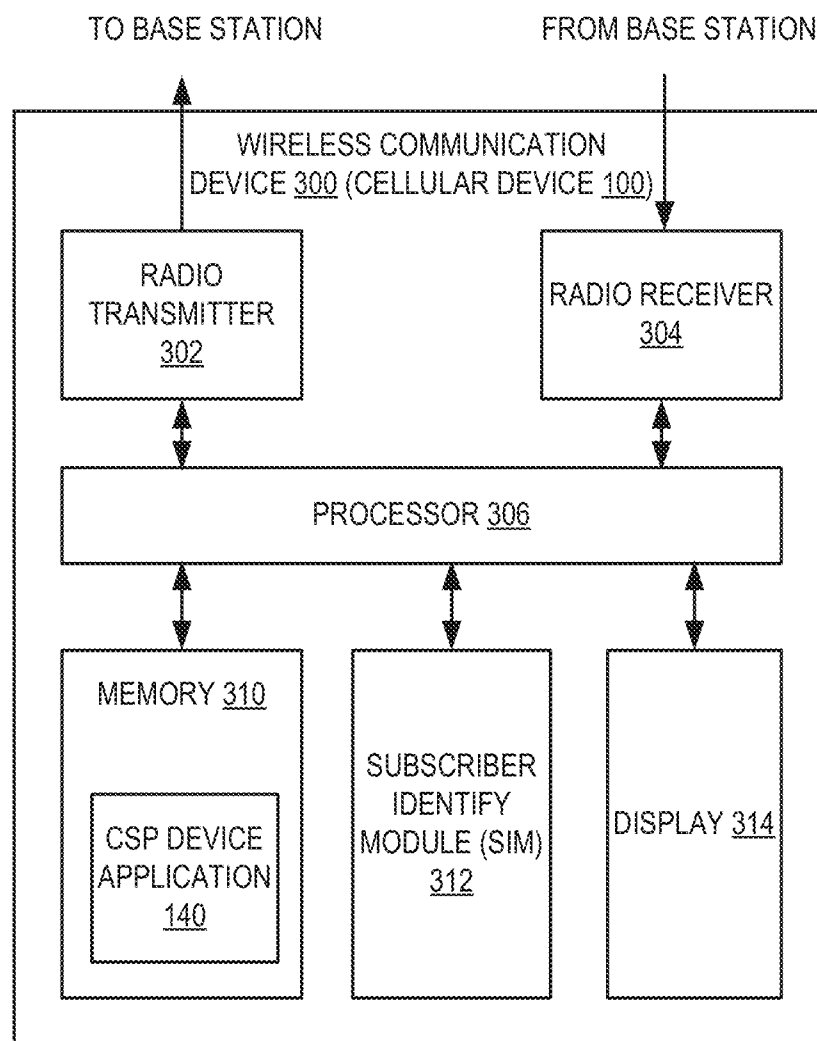 TO BASE STATION
FROM BASE STATION
WIRELESS COMMUNICATION
DEVICE 300 (CELLULAR DEVICE 100)
RADIO
TRANSMITTER
302
RADIO RECEIVER
304
PROCESSOR 306
MEMORY 310
CSP DEVICE
APPLICATION
140
SUBSCRIBER
IDENTIFY
MODULE (SIM)
312
DISPLAY 314